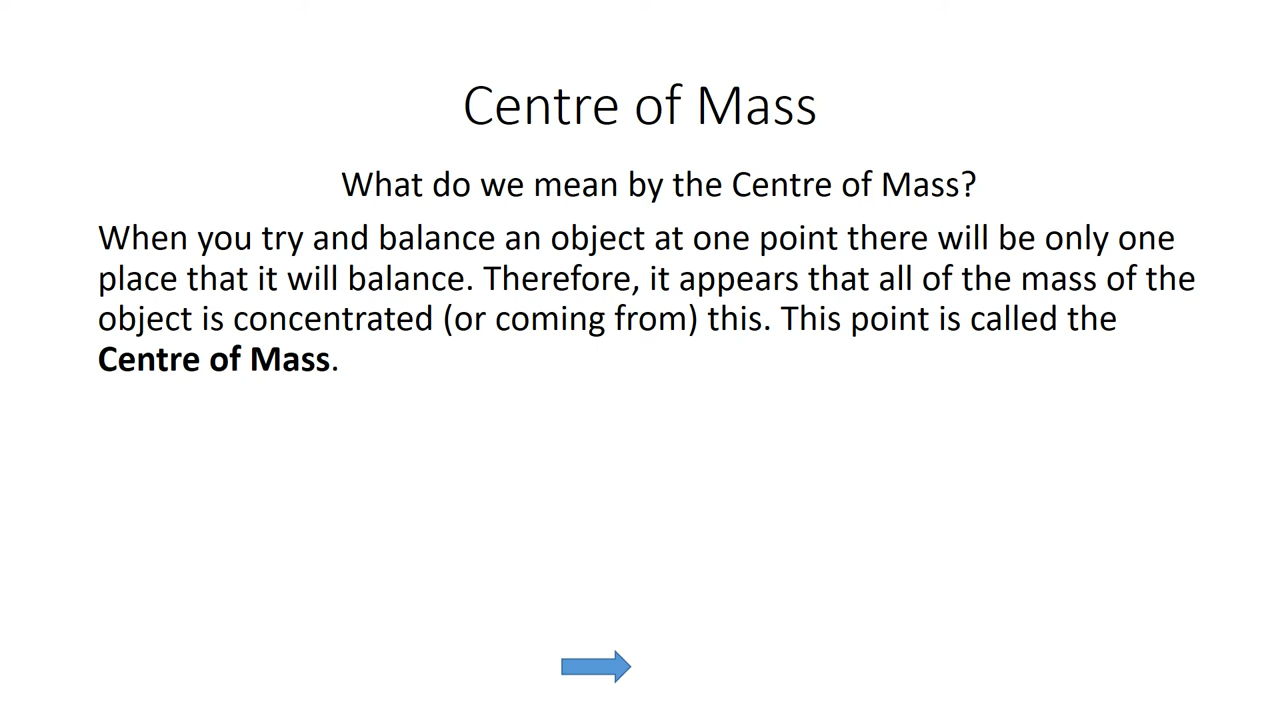 Centre of Mass
What do we mean by the Centre of Mass?
When you try and balance an object at one point there will be only one
place that it will balance. Therefore, it appears that all of the mass of the
object is concentrated (or coming from) this. This point is called the
Centre of Mass.